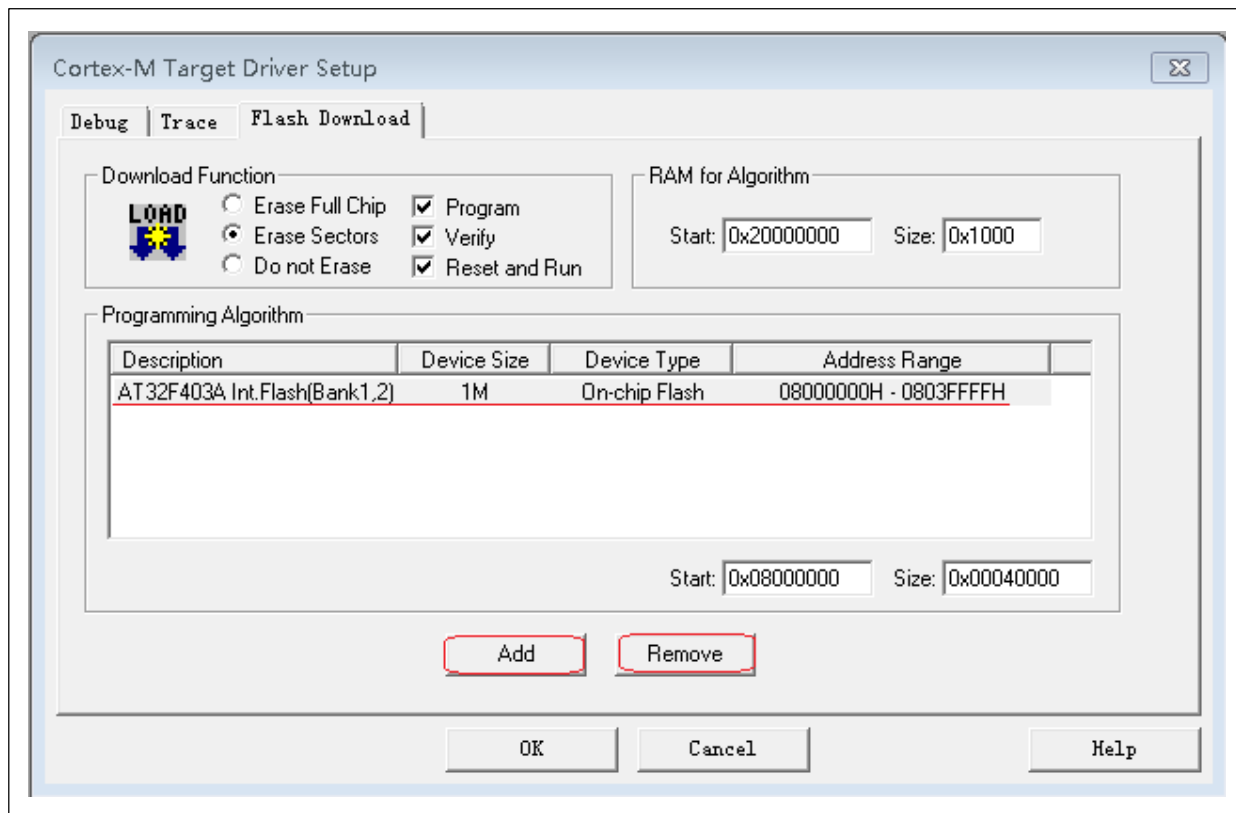 Cortex-M Target Driver Setup
Debug Trace Flash Download
Download Function
LOAD
Erase Full Chip
Erase Sectors
Do not Erase
Program
Verify
Reset and Run
RAM for Algorithm
Start: 0x20000000 Size: 0x1000
Programming Algorithm
Description Device Size Device Type Address Range
AT32F403A Int.Flash(Bank1,2) 1M On-chip Flash 08000000H - 0803FFFFH
Start: 0x08000000 Size: 0x00040000
Add Remove
OK Cancel Help